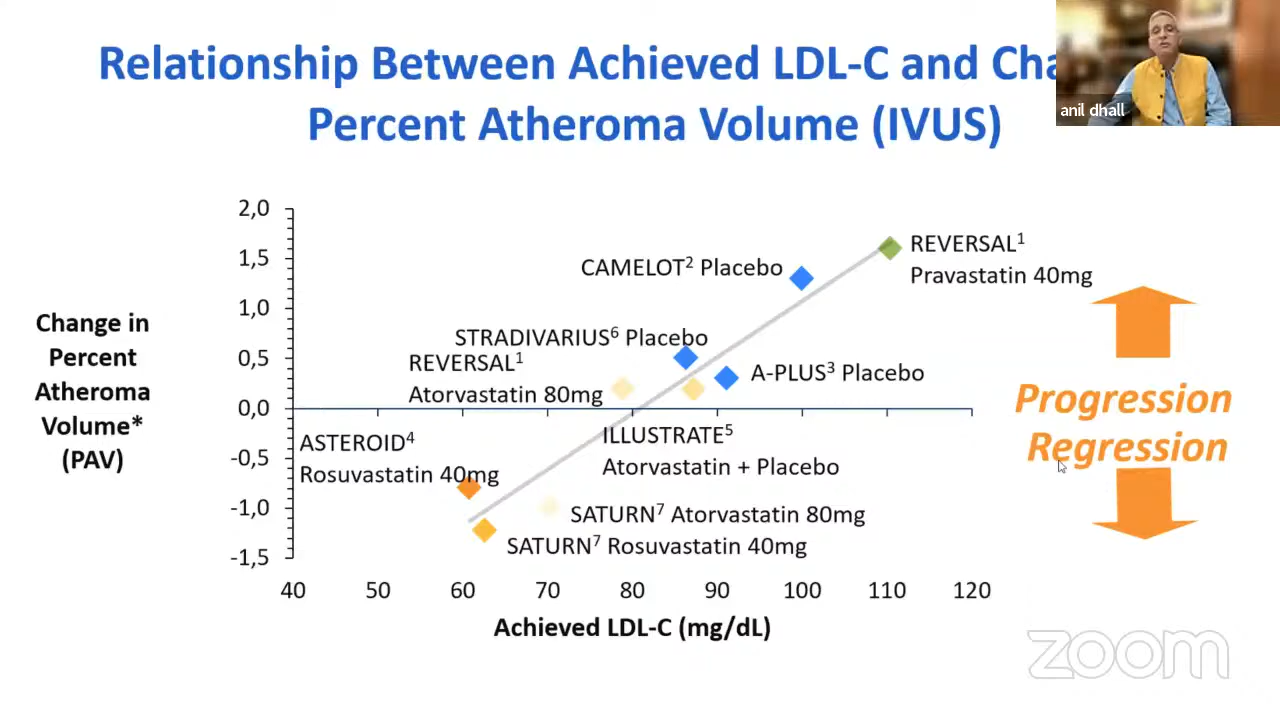 Relationship Between Achieved LDL-C and Cha
Percent Atheroma Volume (IVUS)
anil dhall
2,0
1,5
1,0
0,5
0,0
-0,5
-1,0
-1,5
Change in
Percent
Atheroma
Volume*
(PAV)
REVERSAL1
Pravastatin 40mg
CAMELOT2 Placebo
STRADIVARIUS6 Placebo
REVERSAL1
Atorvastatin 80mg
A-PLUS3 Placebo
ASTEROID4
Rosuvastatin 40mg
ILLUSTRATE5
Atorvastatin + Placebo
SATURN7 Atorvastatin 80mg
SATURN7 Rosuvastatin 40mg
Progression
Regression
40 50 60 70 80 90 100 110 120
Achieved LDL-C (mg/dL)
zoom